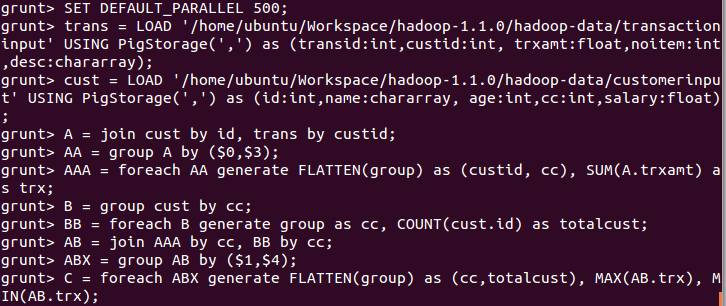 grunt> SET DEFAULT_PARALLEL 500;
grunt> trans = LOAD '/home/ubuntu/Workspace/hadoop-1.1.0/hadoop-data/transaction
input' USING PigStorage(',') as (transid:int,custid:int, trxamt:float,noitem:int
,desc:chararray);
grunt> cust = LOAD '/home/ubuntu/Workspace/hadoop-1.1.0/hadoop-data/customerinpu
t' USING PigStorage(',') as (id:int,name:chararray, age:int,cc:int,salary:float)
;
grunt> A = join cust by id, trans by custid;
grunt> AA = group A by ($0,$3);
grunt> AAA = foreach AA generate FLATTEN(group) as (custid, cc), SUM(A.trxamt) a
s trx;
grunt> B = group cust by cc;
grunt> BB = foreach B generate group as cc, COUNT(cust.id) as totalcust;
grunt> AB = join AAA by cc, BB by cc;
grunt> ABX = group AB by ($1,$4);
grunt> C = foreach ABX generate FLATTEN(group) as (cc,totalcust), MAX(AB.trx), M
IN(AB.trx);